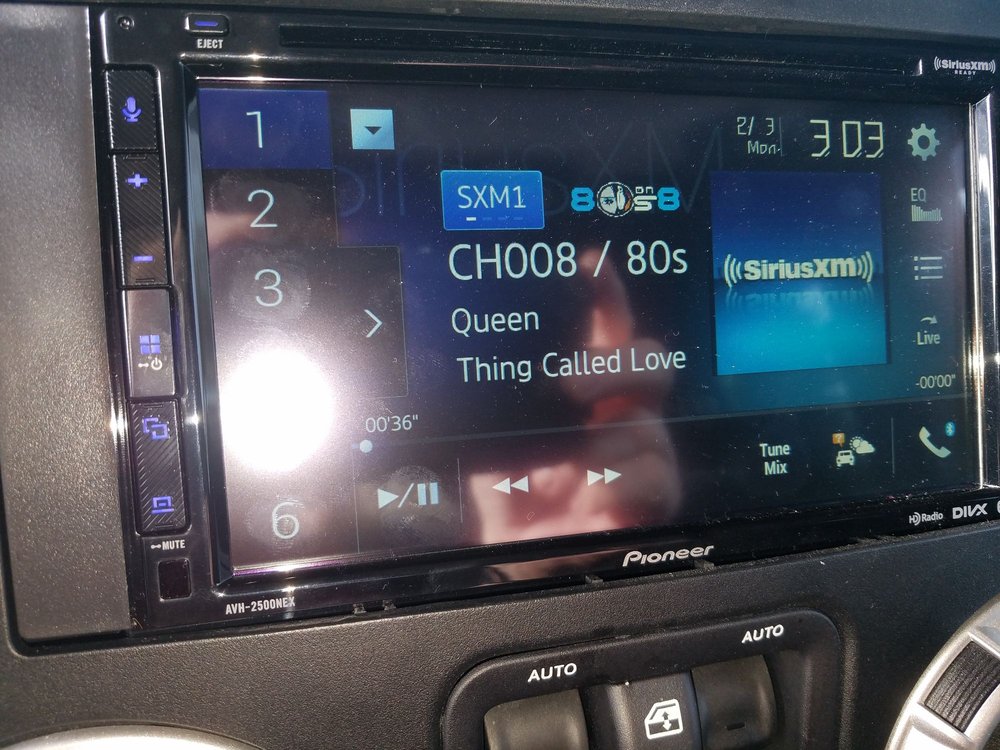 EJECT
((SiriusXM))
READY
1
2/ 3
Mon
3:03
SXM1
80s on 8
EQ
2
CH008 / 80s
((SiriusXM))
3
Queen
Live
Thing Called Love
-00'00"
00'36"
Tune
Mix
6
HD Radio
DIVX
MUTE
Pioneer
AVH-2500NEX
AUTO
AUTO